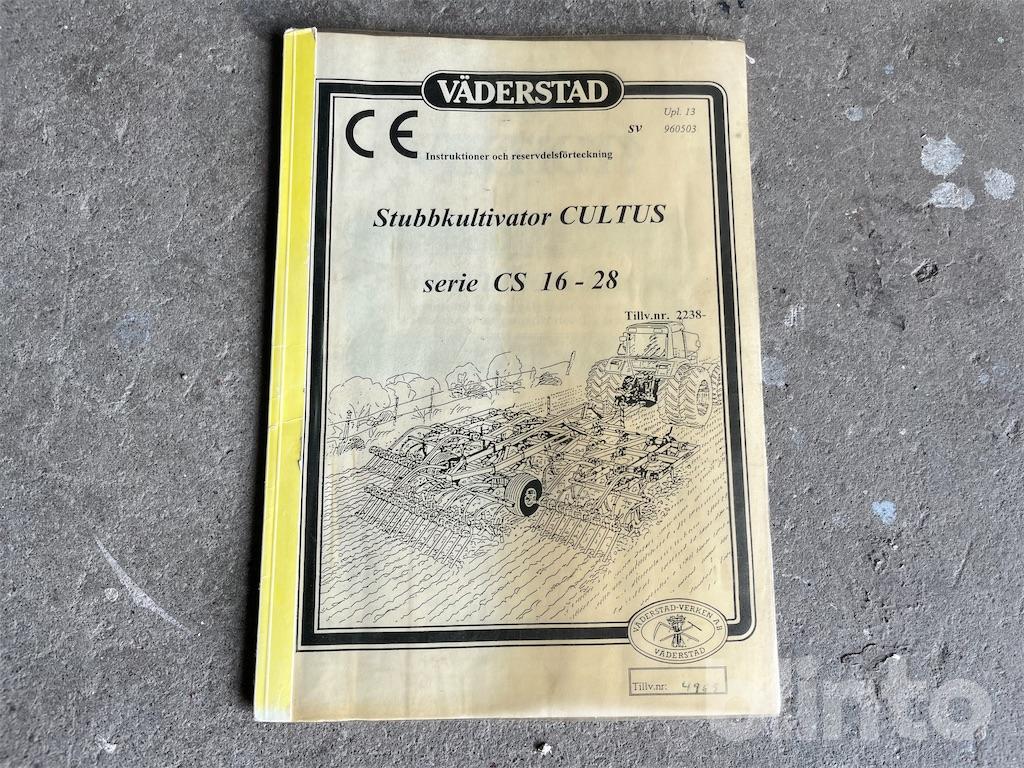 VÄDERSTAD
Upl. 13
SV 960503
CE
Instruktioner och reservdelsförteckning
Stubbkultivator CULTUS
serie CS 16 - 28
Tillv.nr. 2238-
VÄDERSTAD-VERKEN A.B
VÄDERSTAD
Tillv.nr:
blinto